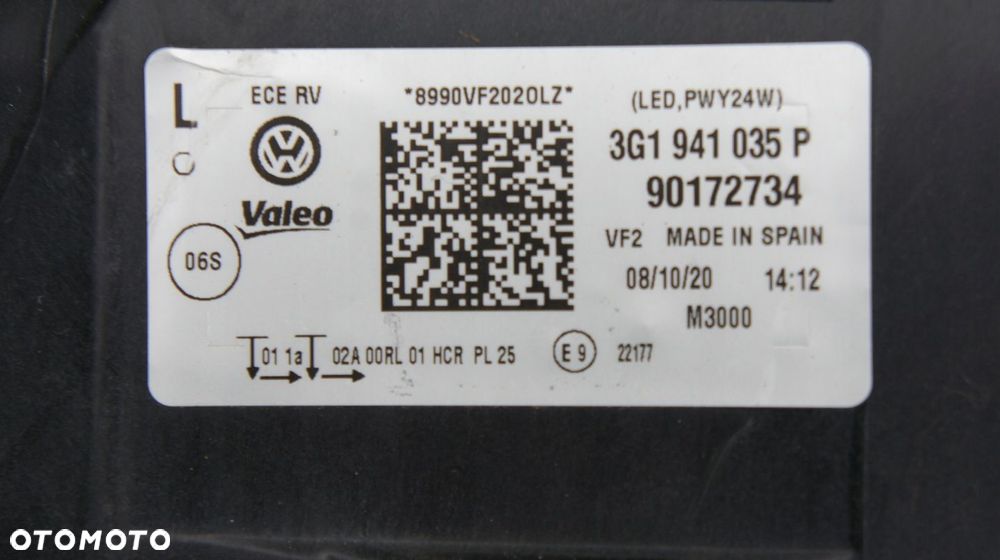 L
ECE RV
*8990VF2020LZ*
(LED,PWY24W)
3G1 941 035 P
90172734
Valeo
06S
VF2 MADE IN SPAIN
08/10/20 14:12
M3000
01 1a 02A 00RL 01 HCR PL 25 E9 22177
OTOMOTO